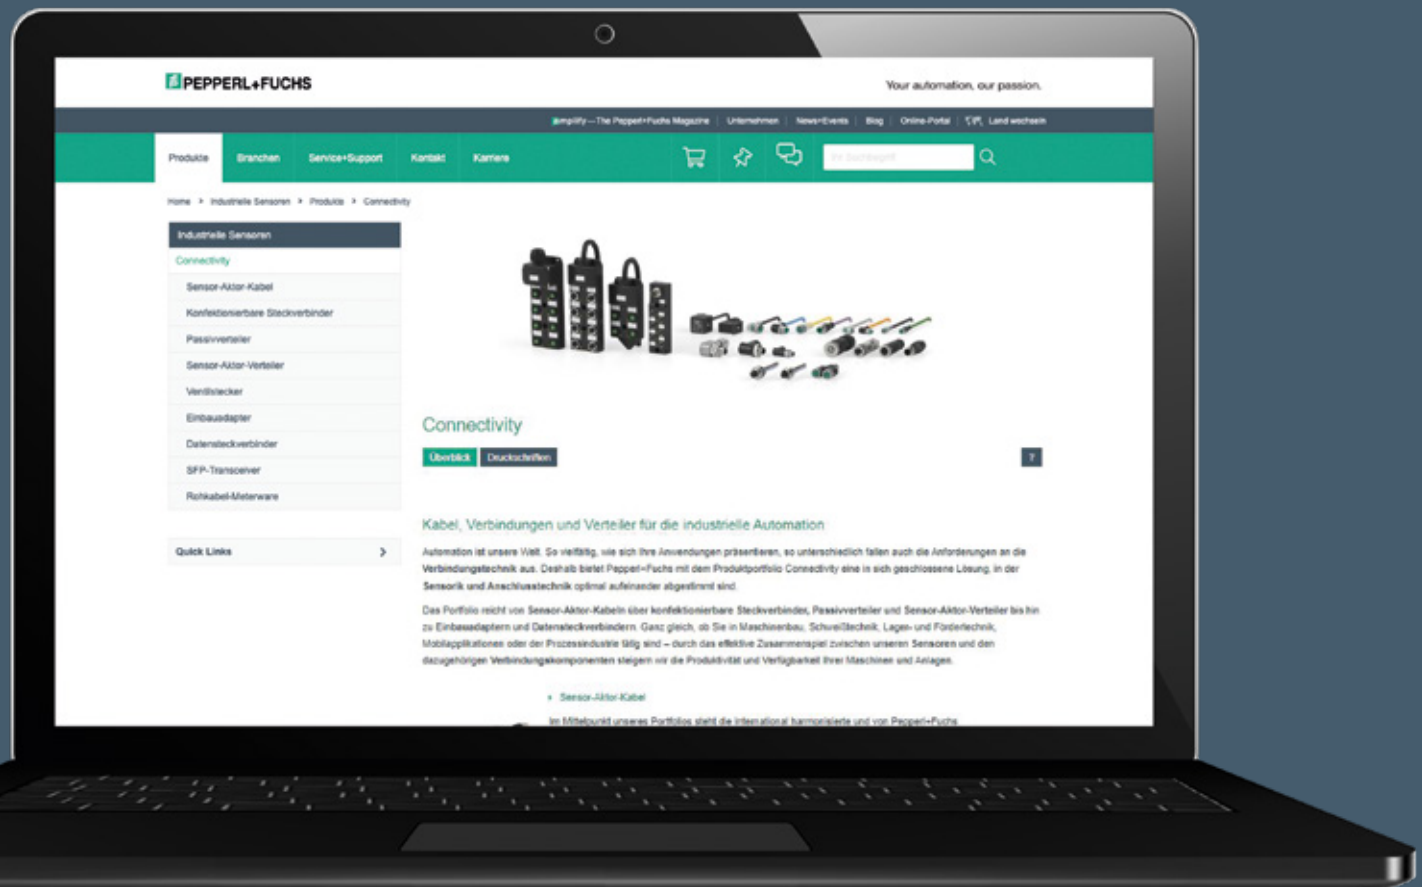 PEPPERL+FUCHS
Your automation, our passion.
amplify—The Pepperl+Fuchs Magazine | Unternehmen | News+Events | Blog | Online-Portal | Land wechseln
Produkte Branchen Service+Support Kontakt Karriere Ihr Suchbegriff
Home > Industrielle Sensoren > Produkte > Connectivity
Industrielle Sensoren
Connectivity
Sensor-Aktor-Kabel
Konfektionierbare Steckverbinder
Passivverteiler
Sensor-Aktor-Verteiler
Ventilstecker
Einbauadapter
Datensteckverbinder
SFP-Transceiver
Rohkabel-Meterware
Quick Links >
Connectivity
Überblick Druckschriften ?
Kabel, Verbindungen und Verteiler für die industrielle Automation
Automation ist unsere Welt. So vielfältig, wie sich Ihre Anwendungen präsentieren, so unterschiedlich fallen auch die Anforderungen an die
Verbindungstechnik aus. Deshalb bietet Pepperl+Fuchs mit dem Produktportfolio Connectivity eine in sich geschlossene Lösung, in der
Sensorik und Anschlusstechnik optimal aufeinander abgestimmt sind.
Das Portfolio reicht von Sensor-Aktor-Kabeln über konfektionierbare Steckverbinder, Passivverteiler und Sensor-Aktor-Verteiler bis hin
zu Einbauadaptern und Datensteckverbindern. Ganz gleich, ob Sie in Maschinenbau, Schweißtechnik, Lager- und Fördertechnik,
Mobilapplikationen oder der Prozessindustrie tätig sind – durch das effektive Zusammenspiel zwischen unseren Sensoren und den
dazugehörigen Verbindungskomponenten steigern wir die Produktivität und Verfügbarkeit Ihrer Maschinen und Anlagen.
Sensor-Aktor-Kabel
Im Mittelpunkt unseres Portfolios steht die international harmonisierte und von Pepperl+Fuchs